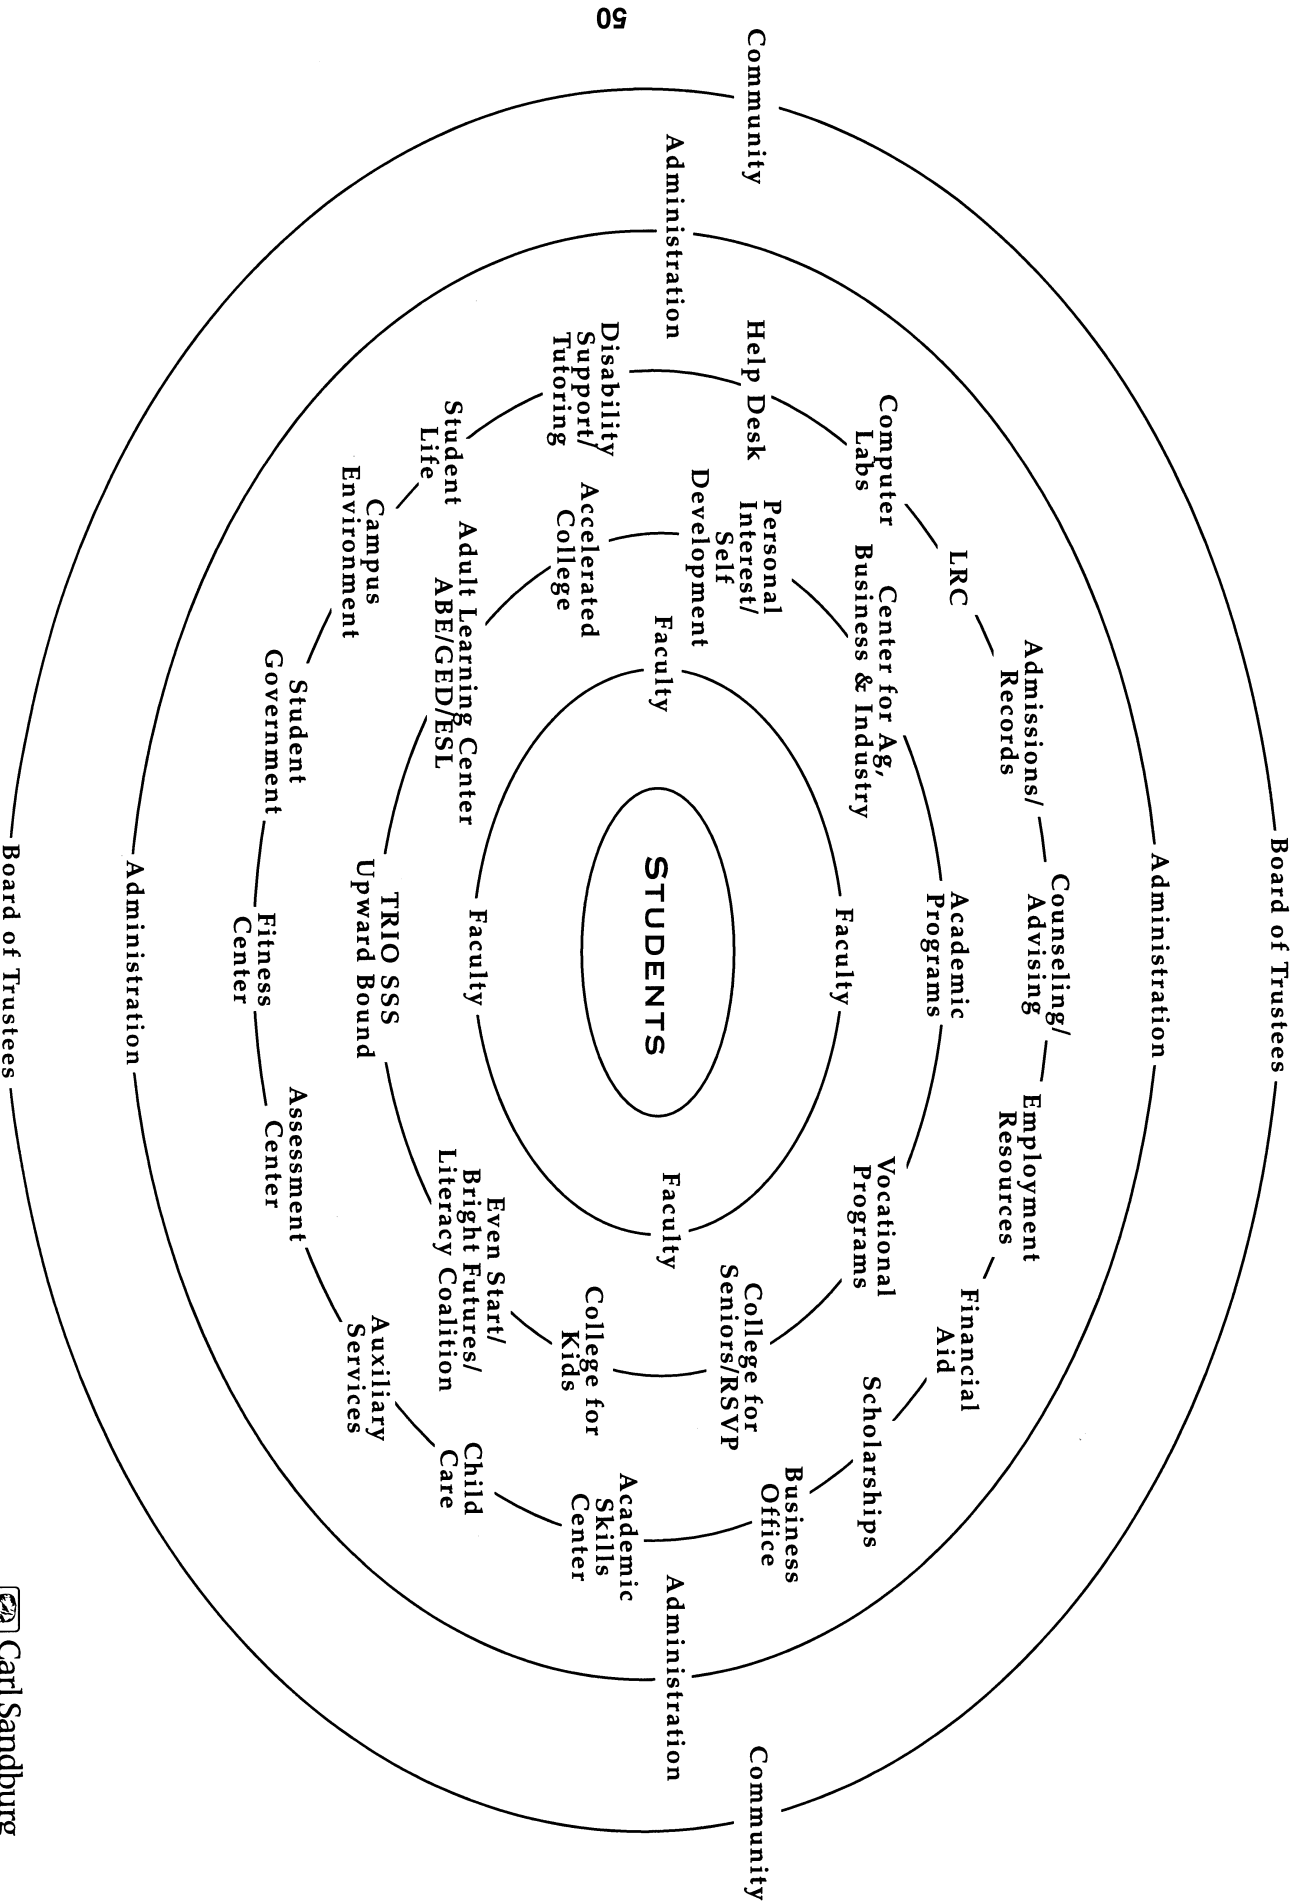 Board of Trustees
Administration
Counseling/
Advising
Admissions/
Records
Employment
Resources
LRC
Financial
Aid
Computer
Labs
Scholarships
Help Desk
Business
Office
Academic
Programs
Center for Ag,
Business & Industry
Vocational
Programs
Personal
Interest/
Self
Development
College for
Seniors/RSVP
Faculty
Community
Community
Administration
Faculty
STUDENTS
Faculty
Administration
50
Faculty
Accelerated
College
College for
Kids
Adult Learning Center
ABE/GED/ESL
Even Start/
Bright Futures/
Literacy Coalition
TRIO SSS
Upward Bound
Disability
Support/
Tutoring
Academic
Skills
Center
Student
Life
Child
Care
Campus
Environment
Auxiliary
Services
Student
Government
Assessment
Center
Fitness
Center
Administration
Board of Trustees
Carl Sandburg